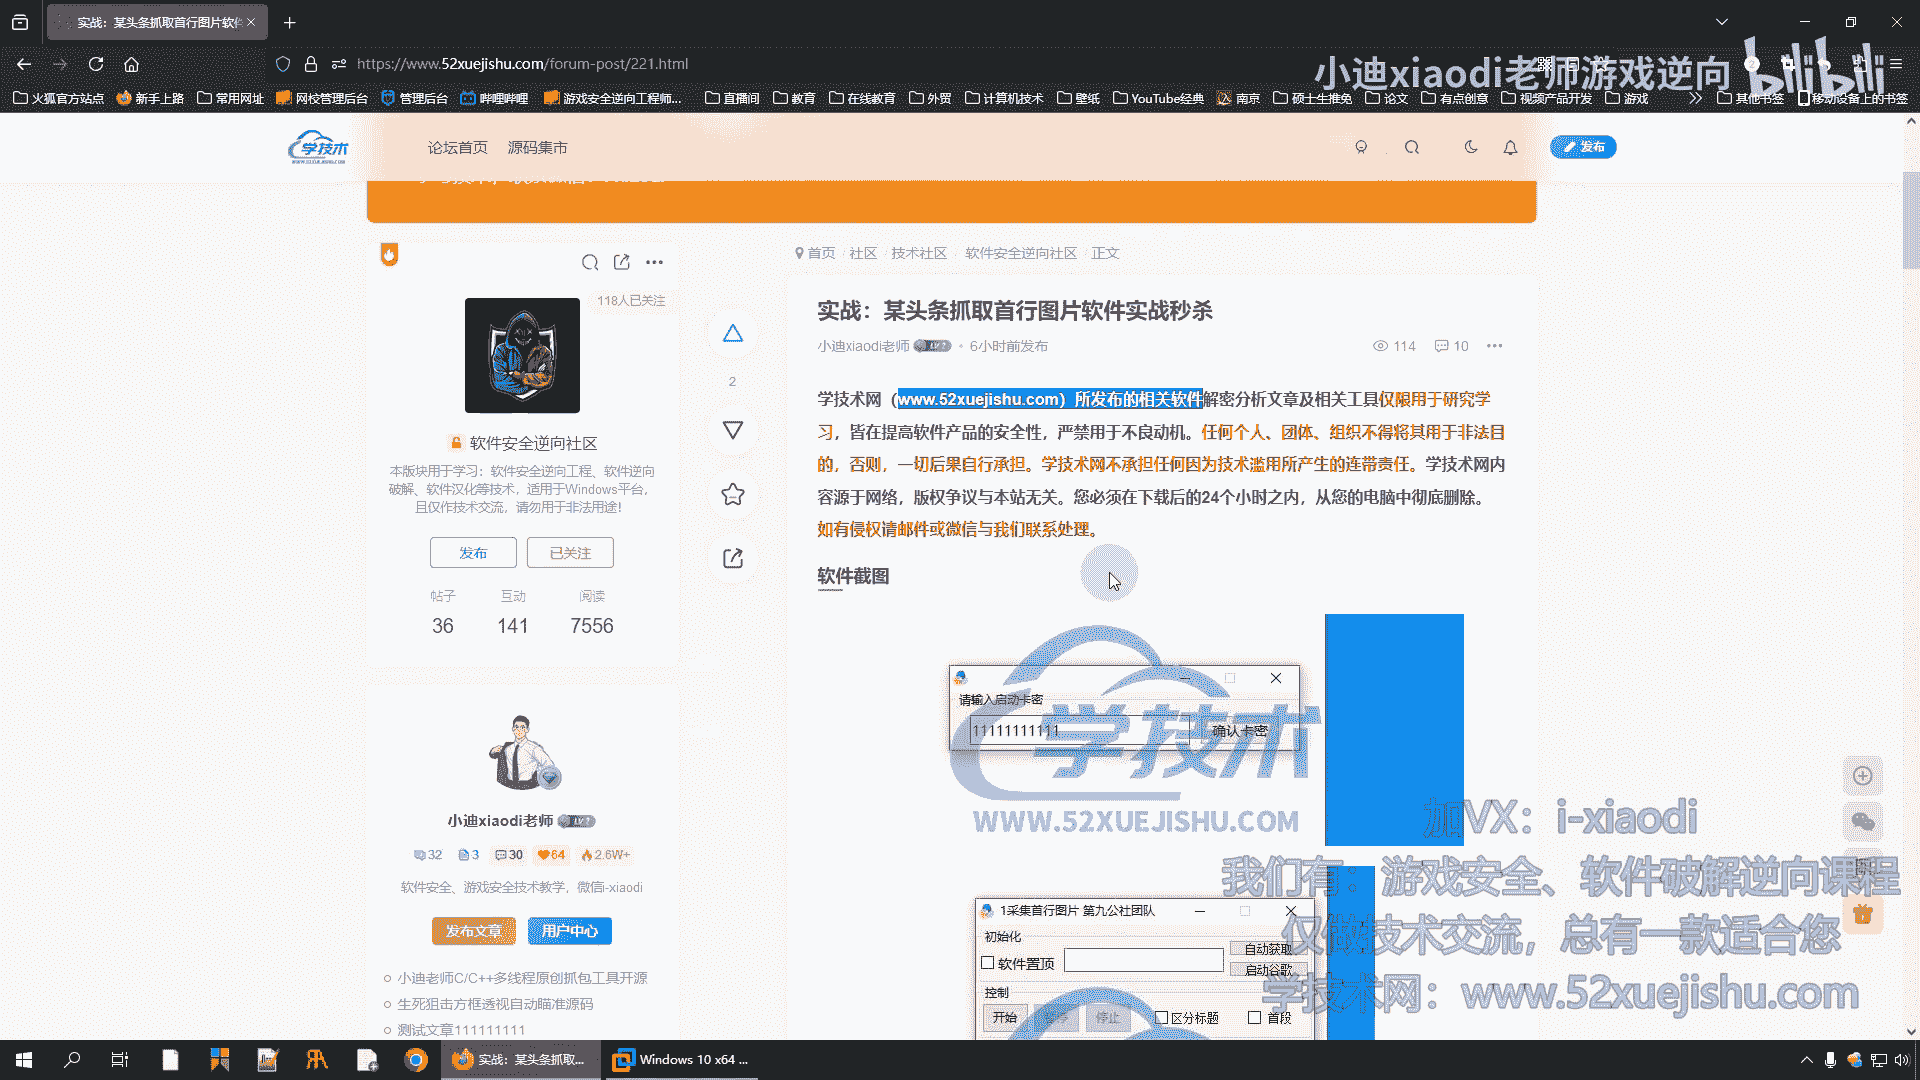 实战：某头条抓取首行图片软件
https://www.52xuejishu.com/forum-post/221.html
小迪xiaodi老师游戏逆向
bilibili
火狐官方站点
新手上路
常用网址
网校管理后台
管理后台
哔哩哔哩
游戏安全逆向工程师...
直播间
教育
在线教育
外贸
计算机技术
壁纸
YouTube经典
南京
硕士生推免
论文
有点创意
视频产品开发
游戏
其他书签
移动设备上的书签
学技术
论坛首页
源码集市
发布
首页
社区
技术社区
软件安全逆向社区
正文
118人已关注
软件安全逆向社区
本版块用于学习：软件安全逆向工程、软件逆向
破解、软件汉化等技术，适用于Windows平台，
且仅作技术交流，请勿用于非法用途！
发布
已关注
帖子
互动
阅读
36
141
7556
2
实战：某头条抓取首行图片软件实战秒杀
小迪xiaodi老师
6小时前发布
114
10
学技术网（www.52xuejishu.com）所发布的相关软件解密分析文章及相关工具仅限用于研究学
习，皆在提高软件产品的安全性，严禁用于不良动机。任何个人、团体、组织不得将其用于非法目
的，否则，一切后果自行承担。学技术网不承担任何因为技术滥用所产生的连带责任。学技术网内
容源于网络，版权争议与本站无关。您必须在下载后的24个小时之内，从您的电脑中彻底删除。
如有侵权请邮件或微信与我们联系处理。
软件截图
请输入启动卡密
11111111111
确认卡密
学技术
WWW.52XUEJISHU.COM
1采集首行图片 第九公社团队
初始化
软件置顶
自动获取
启动谷歌
控制
开始
停止
区分标题
首段
小迪xiaodi老师
32
3
30
64
2.6W+
软件安全、游戏安全技术教学，微信i-xiaodi
发布文章
用户中心
小迪老师C/C++多线程原创抓包工具开源
生死狙击方框透视自动瞄准源码
测试文章111111111
加VX：i-xiaodi
我们有：游戏安全、软件破解逆向课程
仅做技术交流，总有一款适合您
学技术网：www.52xuejishu.com
实战：某头条抓取...
Windows 10 x64 ...